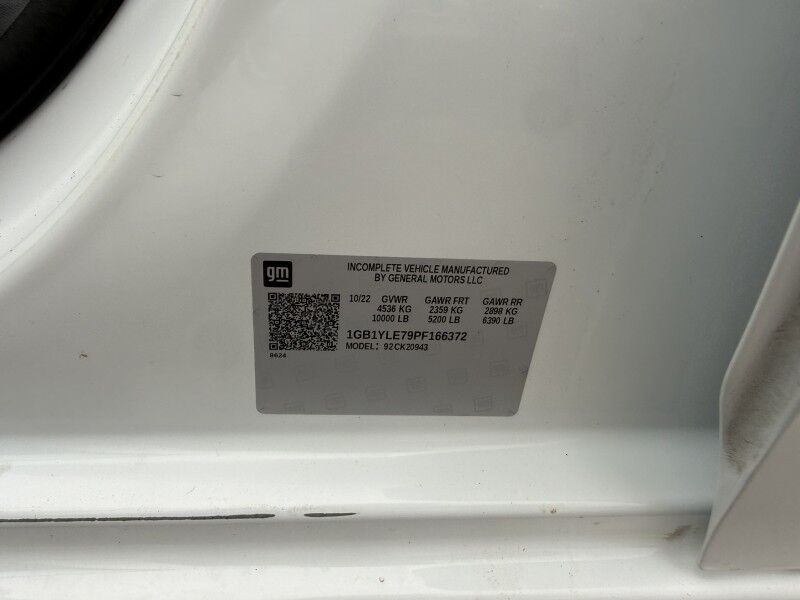 gm
INCOMPLETE VEHICLE MANUFACTURED
BY GENERAL MOTORS LLC
10/22 GVWR GAWR FRT GAWR RR
4536 KG 2359 KG 2898 KG
10000 LB 5200 LB 6390 LB
1GB1YLE79PF166372
MODEL: 92CK20943
8624